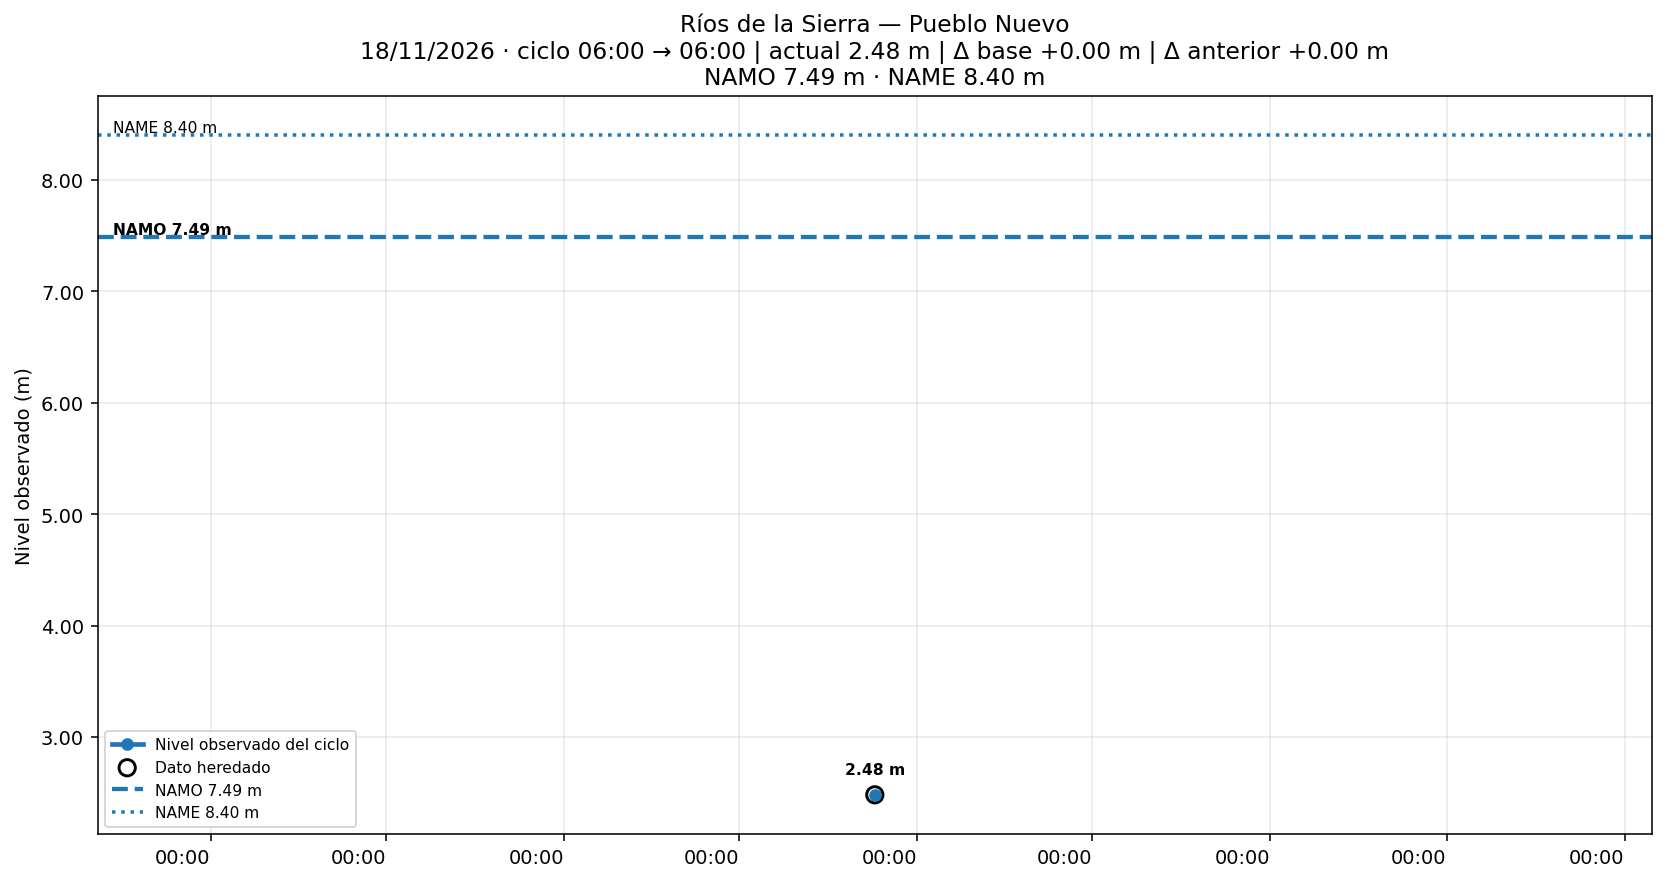 Ríos de la Sierra — Pueblo Nuevo
18/11/2026 · ciclo 06:00 → 06:00 | actual 2.48 m | Δ base +0.00 m | Δ anterior +0.00 m
NAMO 7.49 m · NAME 8.40 m
NAME 8.40 m
8.00
NAMO 7.49 m
7.00
6.00
Nivel observado (m)
5.00
4.00
3.00
2.48 m
Nivel observado del ciclo
Dato heredado
NAMO 7.49 m
NAME 8.40 m
00:00 00:00 00:00 00:00 00:00 00:00 00:00 00:00 00:00